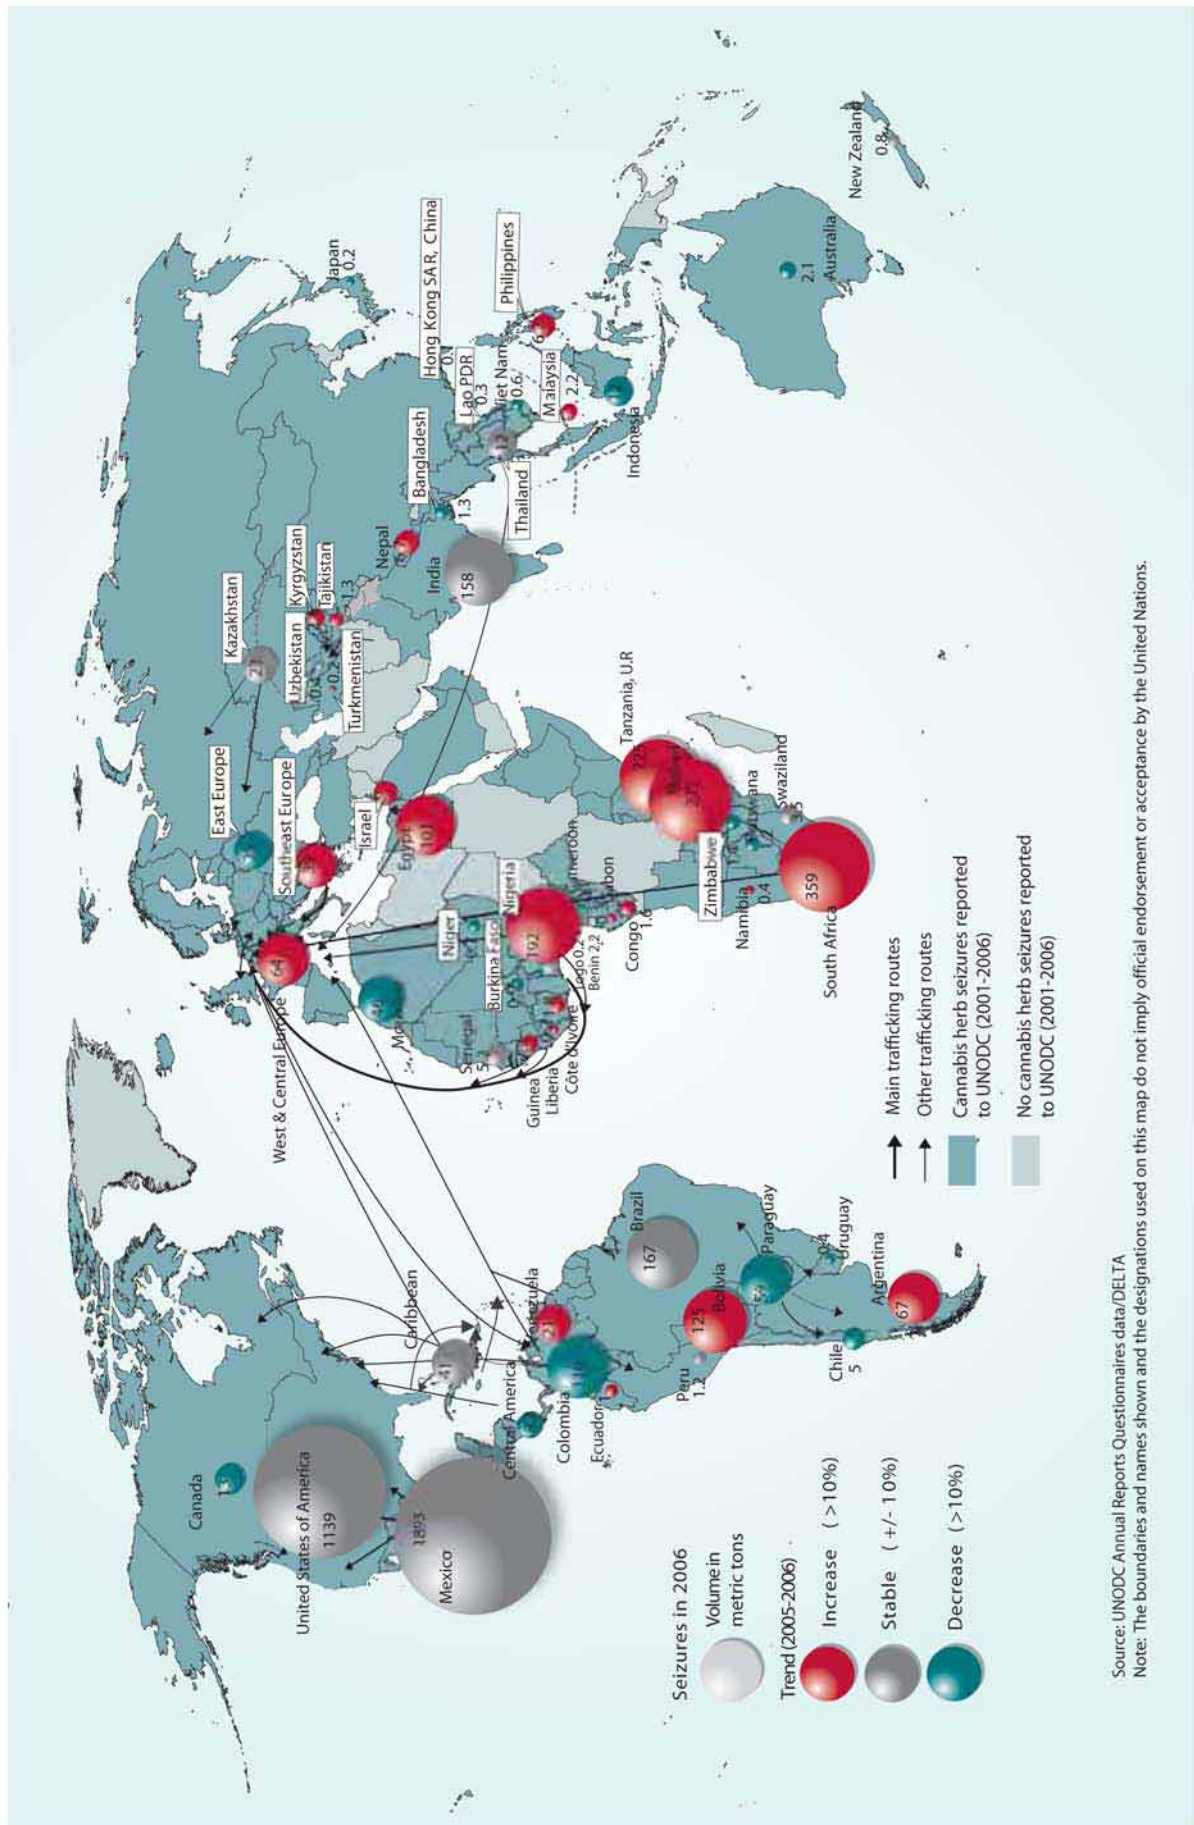 Canada
United States of America
1139
1893
Mexico
Caribbean
41
Central America
Venezuela
21
Colombia
Ecuador
1
Peru
1.2
Brazil
167
125
Bolivia
Paraguay
0.4
Uruguay
Chile
5
Argentina
67
East Europe
Southeast Europe
64
West & Central Europe
Israel
Egypt
101
Niger
Nigeria
192
Burkina Faso
Senegal
5
Guinea
Liberia
Côte d'Ivoire
Togo 0.2
Benin 2.2
Cameroon
Gabon
Congo
1.6
Tanzania, U.R
Zimbabwe
Botswana
Swaziland
Namibia
0.4
359
South Africa
Kazakhstan
Uzbekistan
0.4
Kyrgyzstan
Tajikistan
1.3
0.2
Turkmenistan
Nepal
India
158
Bangladesh
1.3
Thailand
12
Lao PDR
0.3
Viet Nam
0.6
Hong Kong SAR, China
Japan
0.2
Philippines
6
Malaysia
2.2
Indonesia
2.1
Australia
New Zealand
0.8
Seizures in 2006
Volume in
metric tons
Trend (2005-2006)
Increase ( >10%)
Stable ( +/- 10%)
Decrease ( >10%)
Main trafficking routes
Other trafficking routes
Cannabis herb seizures reported
to UNODC (2001-2006)
No cannabis herb seizures reported
to UNODC (2001-2006)
Source: UNODC Annual Reports Questionnaires data/DELTA
Note: The boundaries and names shown and the designations used on this map do not imply official endorsement or acceptance by the United Nations.